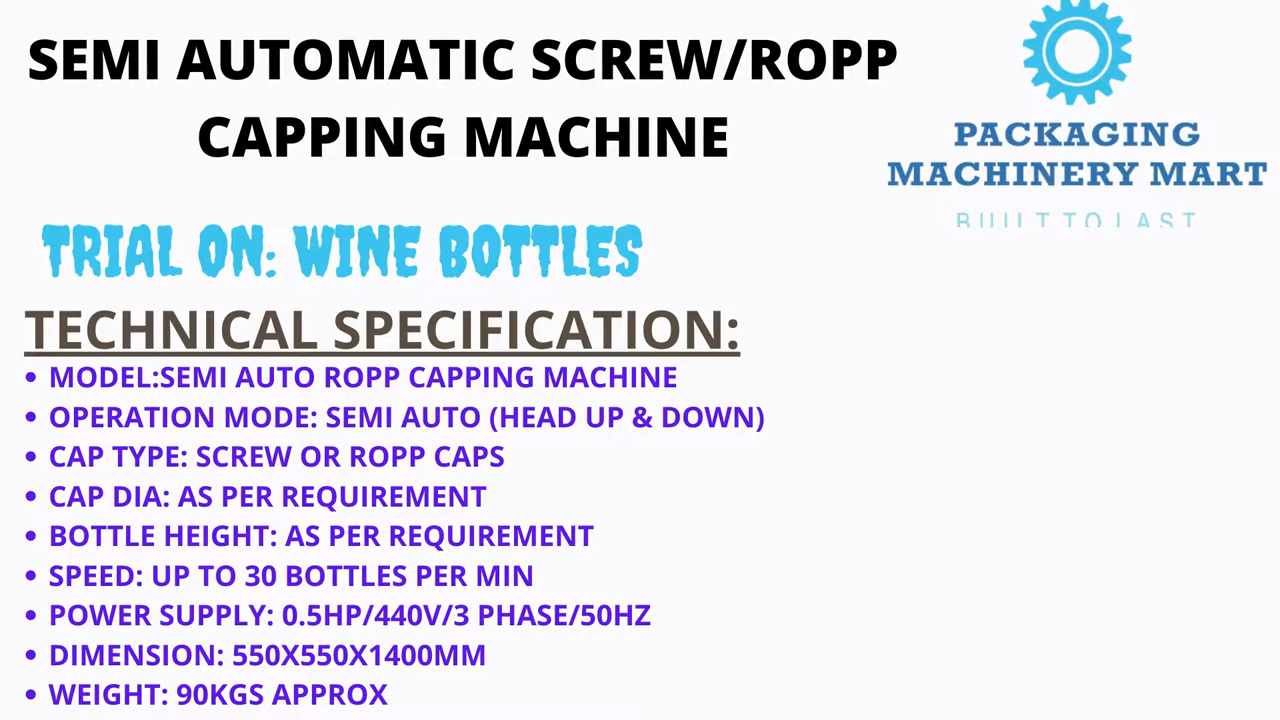 SEMI AUTOMATIC SCREW/ROPP
CAPPING MACHINE
PACKAGING
MACHINERY MART
BUILT TO LAST
TRIAL ON: WINE BOTTLES
TECHNICAL SPECIFICATION:
• MODEL:SEMI AUTO ROPP CAPPING MACHINE
• OPERATION MODE: SEMI AUTO (HEAD UP & DOWN)
• CAP TYPE: SCREW OR ROPP CAPS
• CAP DIA: AS PER REQUIREMENT
• BOTTLE HEIGHT: AS PER REQUIREMENT
• SPEED: UP TO 30 BOTTLES PER MIN
• POWER SUPPLY: 0.5HP/440V/3 PHASE/50HZ
• DIMENSION: 550X550X1400MM
• WEIGHT: 90KGS APPROX